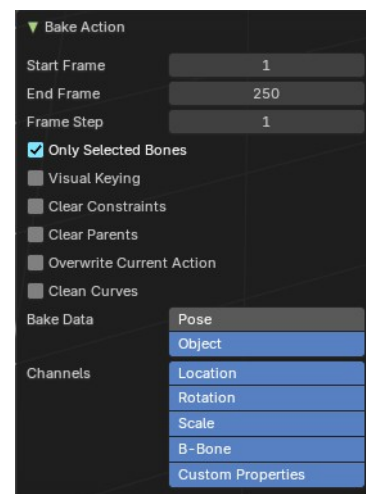 Bake Action
Start Frame 1
End Frame 250
Frame Step 1
Only Selected Bones
Visual Keying
Clear Constraints
Clear Parents
Overwrite Current Action
Clean Curves
Bake Data Pose
Object
Channels Location
Rotation
Scale
B-Bone
Custom Properties